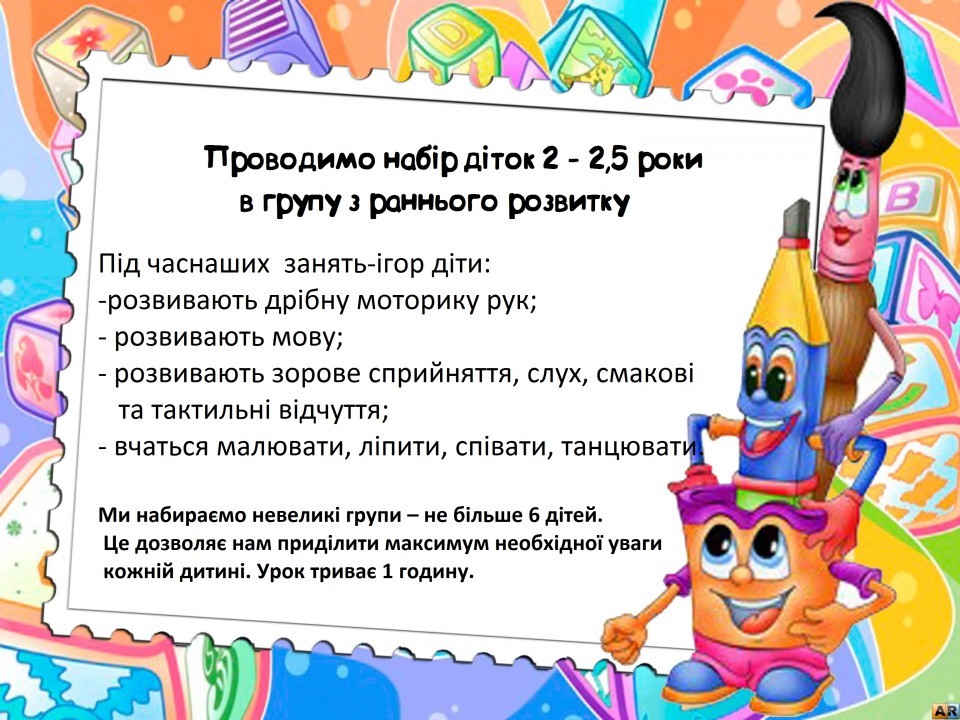 Проводимо набір діток 2 - 2,5 роки
в групу з раннього розвитку
Під часнаших занять-ігор діти:
-розвивають дрібну моторику рук;
- розвивають мову;
- розвивають зорове сприйняття, слух, смакові
та тактильні відчуття;
- вчаться малювати, ліпити, співати, танцювати.
Ми набираємо невеликі групи – не більше 6 дітей.
Це дозволяє нам приділити максимум необхідної уваги
кожній дитині. Урок триває 1 годину.
D
B
AR